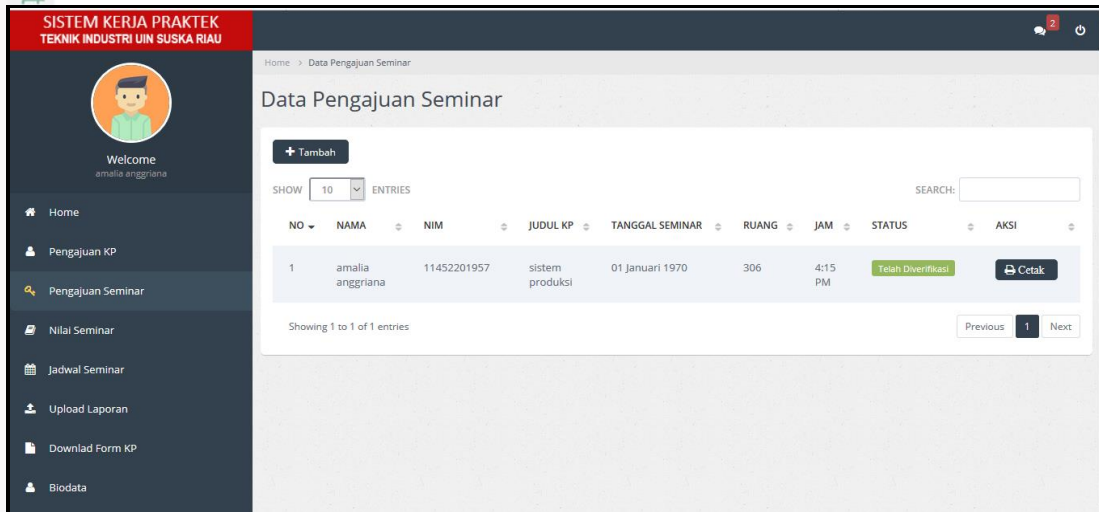 SISTEM KERJA PRAKTEK
TEKNIK INDUSTRI UIN SUSKA RIAU
2
Welcome
amalia anggriana
Home
Pengajuan KP
Pengajuan Seminar
Nilai Seminar
Jadwal Seminar
Upload Laporan
Downlad Form KP
Biodata
Home > Data Pengajuan Seminar
Data Pengajuan Seminar
+ Tambah
SHOW 10 ENTRIES SEARCH:
NO NAMA NIM JUDUL KP TANGGAL SEMINAR RUANG JAM STATUS AKSI
1 amalia anggriana 11452201957 sistem produksi 01 Januari 1970 306 4:15 PM Telah Diverifikasi Cetak
Showing 1 to 1 of 1 entries Previous 1 Next